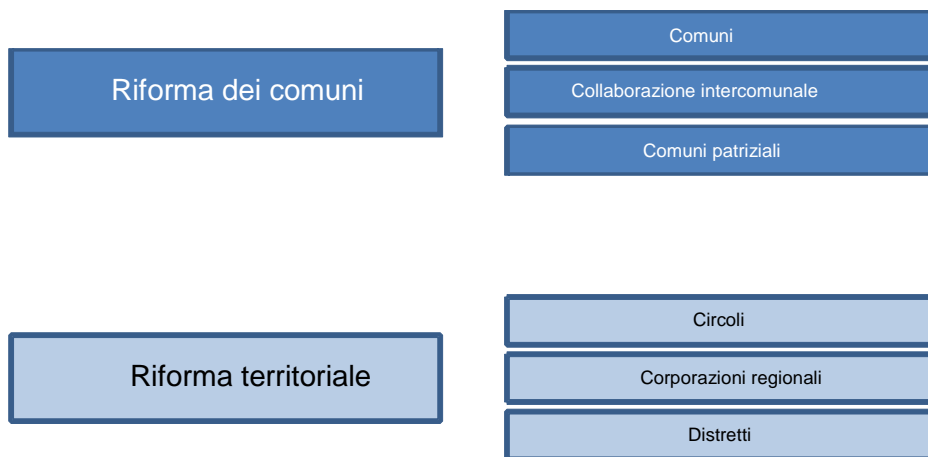 Riforma dei comuni
Comuni
Collaborazione intercomunale
Comuni patriziali
Riforma territoriale
Circoli
Corporazioni regionali
Distretti